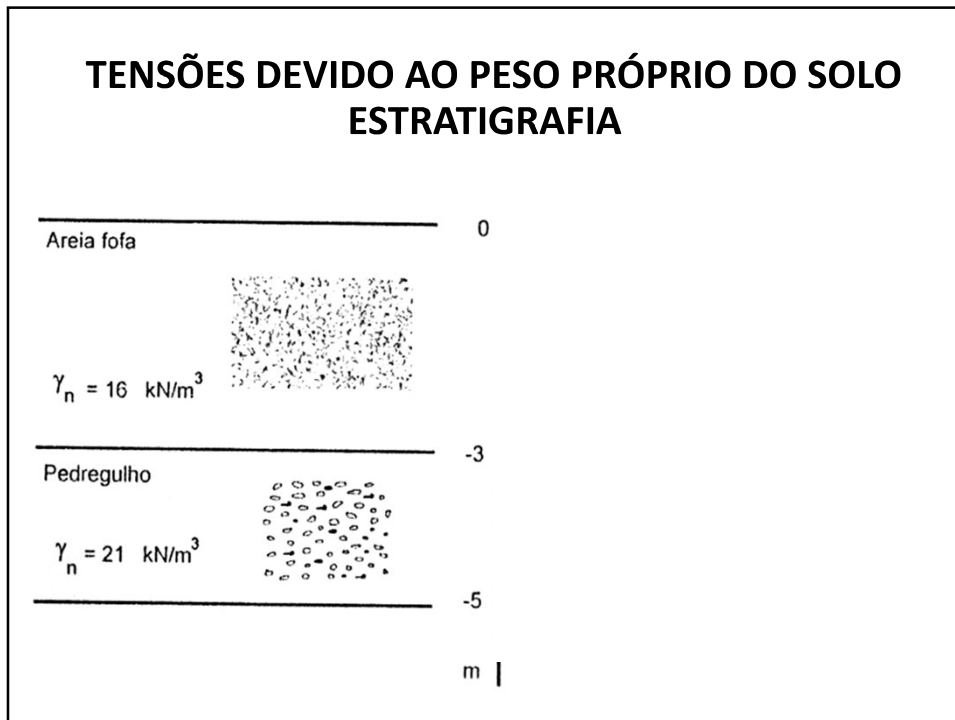 TENSÕES DEVIDO AO PESO PRÓPRIO DO SOLO
ESTRATIGRAFIA
0
Areia fofa
γn = 16 kN/m³
-3
Pedregulho
γn = 21 kN/m³
-5
m